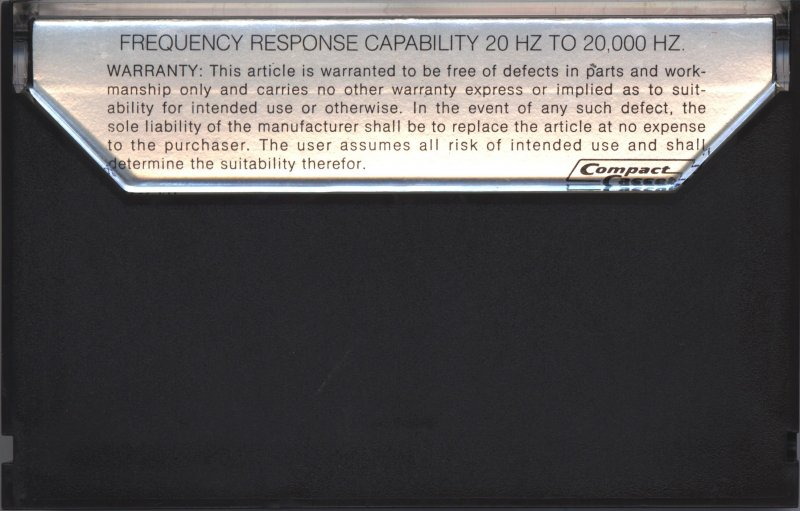 FREQUENCY RESPONSE CAPABILITY 20 HZ TO 20,000 HZ.
WARRANTY: This article is warranted to be free of defects in parts and work-
manship only and carries no other warranty express or implied as to suit-
ability for intended use or otherwise. In the event of any such defect, the
sole liability of the manufacturer shall be to replace the article at no expense
to the purchaser. The user assumes all risk of intended use and shall
determine the suitability therefor.
Compact